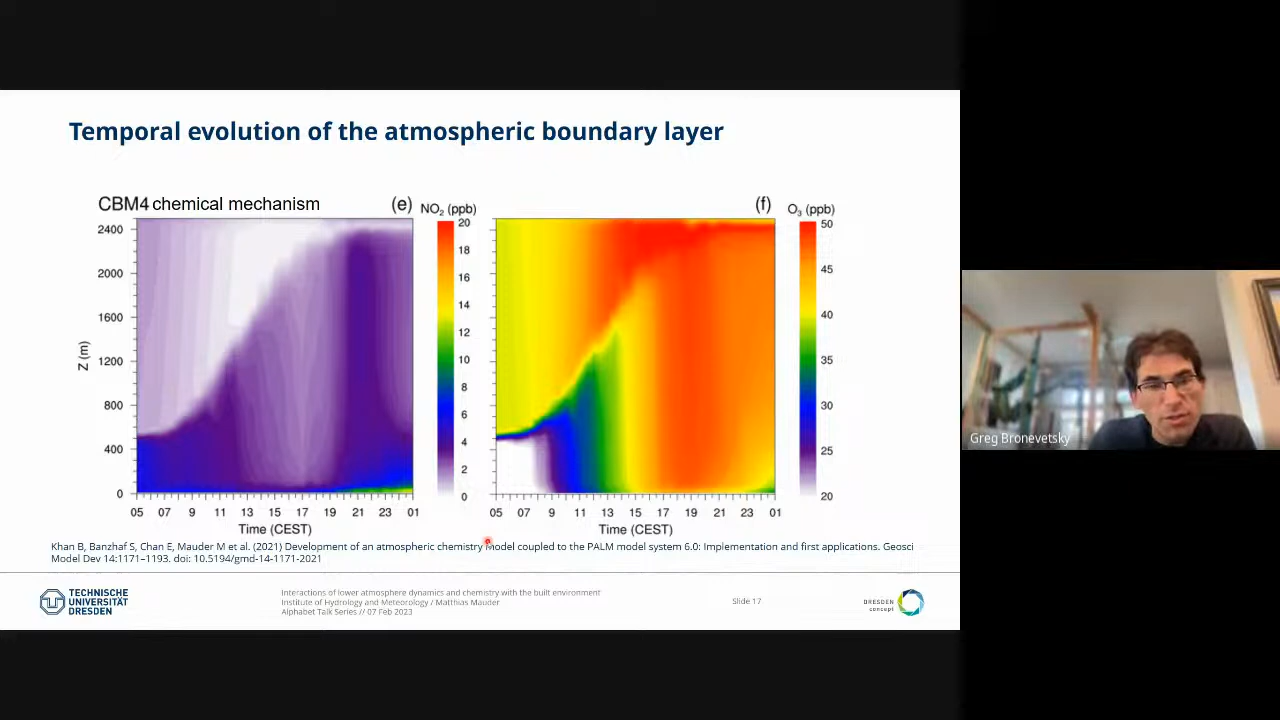 Temporal evolution of the atmospheric boundary layer
CBM4 chemical mechanism
(e)
NO₂ (ppb)
(f)
O₃ (ppb)
2400
2000
1600
1200
800
400
0
Z (m)
20
18
16
14
12
10
8
6
4
2
0
50
45
40
35
30
25
20
05 07 9 11 13 15 17 19 21 23 01
Time (CEST)
05 07 9 11 13 15 17 19 21 23 01
Time (CEST)
Khan B, Banzhaf S, Chan E, Mauder M et al. (2021) Development of an atmospheric chemistry model coupled to the PALM model system 6.0: Implementation and first applications. Geosci
Model Dev 14:1171–1193. doi: 10.5194/gmd-14-1171-2021
TECHNISCHE
UNIVERSITÄT
DRESDEN
Interactions of lower atmosphere dynamics and chemistry with the built environment
Institute of Hydrology and Meteorology / Matthias Mauder
Alphabet Talk Series // 07 Feb 2023
Slide 17
DRESDEN
concept
Greg Bronevetsky